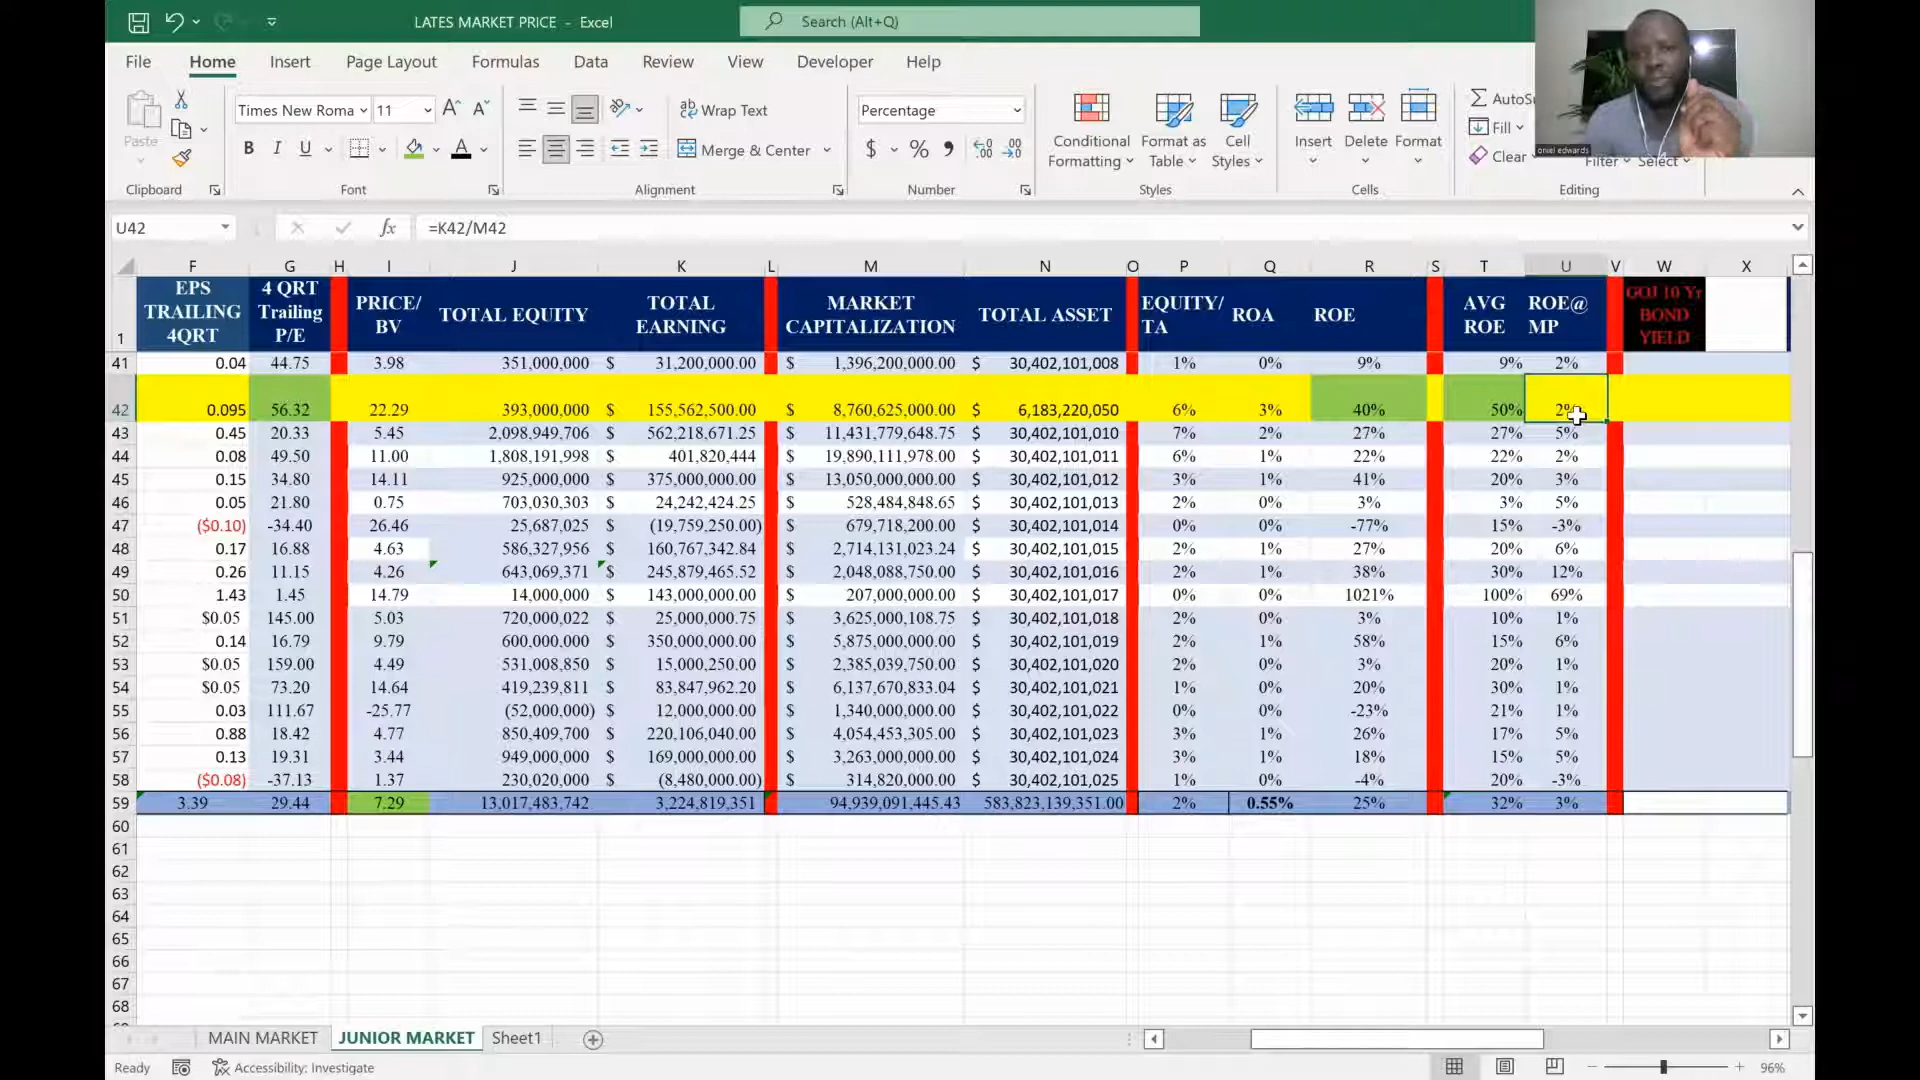 LATES MARKET PRICE - Excel
Search (Alt+Q)
File Home Insert Page Layout Formulas Data Review View Developer Help
Paste
Times New Roma 11
Wrap Text
Merge & Center
Percentage
Conditional Formatting
Format as Table
Cell Styles
Insert Delete Format
Fill
Clear
Filter Select
oniel edwards
Clipboard Font Alignment Number Styles Cells Editing
U42 fx =K42/M42
F G H I J K L M N O P Q R S T U V W X
1 EPS TRAILING 4QRT 4 QRT Trailing P/E PRICE/ BV TOTAL EQUITY TOTAL EARNING MARKET CAPITALIZATION TOTAL ASSET EQUITY/ TA ROA ROE AVG ROE ROE@ MP GOJ 10 Yr BOND YIELD
41 0.04 44.75 3.98 351,000,000 $ 31,200,000.00 $ 1,396,200,000.00 $ 30,402,101,008 1% 0% 9% 9% 2%
42 0.095 56.32 22.29 393,000,000 $ 155,562,500.00 $ 8,760,625,000.00 $ 6,183,220,050 6% 3% 40% 50% 2%
43 0.45 20.33 5.45 2,098,949,706 $ 562,218,671.25 $ 11,431,779,648.75 $ 30,402,101,010 7% 2% 27% 27% 5%
44 0.08 49.50 11.00 1,808,191,998 $ 401,820,444 $ 19,890,111,978.00 $ 30,402,101,011 6% 1% 22% 22% 2%
45 0.15 34.80 14.11 925,000,000 $ 375,000,000.00 $ 13,050,000,000.00 $ 30,402,101,012 3% 1% 41% 20% 3%
46 0.05 21.80 0.75 703,030,303 $ 24,242,424.25 $ 528,484,848.65 $ 30,402,101,013 2% 0% 3% 3% 5%
47 ($0.10) -34.40 26.46 25,687,025 $ (19,759,250.00) $ 679,718,200.00 $ 30,402,101,014 0% 0% -77% 15% -3%
48 0.17 16.88 4.63 586,327,956 $ 160,767,342.84 $ 2,714,131,023.24 $ 30,402,101,015 2% 1% 27% 20% 6%
49 0.26 11.15 4.26 643,069,371 $ 245,879,465.52 $ 2,048,088,750.00 $ 30,402,101,016 2% 1% 38% 30% 12%
50 1.43 1.45 14.79 14,000,000 $ 143,000,000.00 $ 207,000,000.00 $ 30,402,101,017 0% 0% 1021% 100% 69%
51 $0.05 145.00 5.03 720,000,022 $ 25,000,000.75 $ 3,625,000,108.75 $ 30,402,101,018 2% 0% 3% 10% 1%
52 0.14 16.79 9.79 600,000,000 $ 350,000,000.00 $ 5,875,000,000.00 $ 30,402,101,019 2% 1% 58% 15% 6%
53 $0.05 159.00 4.49 531,008,850 $ 15,000,250.00 $ 2,385,039,750.00 $ 30,402,101,020 2% 0% 3% 20% 1%
54 $0.05 73.20 14.64 419,239,811 $ 83,847,962.20 $ 6,137,670,833.04 $ 30,402,101,021 1% 0% 20% 30% 1%
55 0.03 111.67 -25.77 (52,000,000) $ 12,000,000.00 $ 1,340,000,000.00 $ 30,402,101,022 0% 0% -23% 21% 1%
56 0.88 18.42 4.77 850,409,700 $ 220,106,040.00 $ 4,054,453,305.00 $ 30,402,101,023 3% 1% 26% 17% 5%
57 0.13 19.31 3.44 949,000,000 $ 169,000,000.00 $ 3,263,000,000.00 $ 30,402,101,024 3% 1% 18% 15% 5%
58 ($0.08) -37.13 1.37 230,020,000 $ (8,480,000.00) $ 314,820,000.00 $ 30,402,101,025 1% 0% -4% 20% -3%
59 3.39 29.44 7.29 13,017,483,742 3,224,819,351 94,939,091,445.43 583,823,139,351.00 2% 0.55% 25% 32% 3%
60
61
62
63
64
65
66
67
68
MAIN MARKET JUNIOR MARKET Sheet1
Ready Accessibility: Investigate 96%